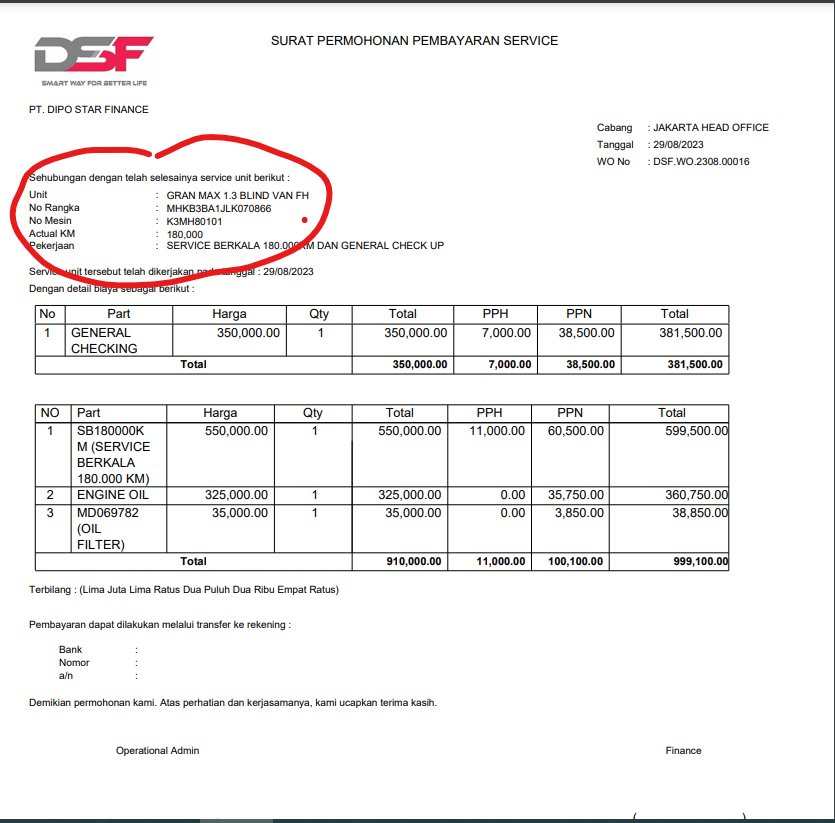 SURAT PERMOHONAN PEMBAYARAN SERVICE
DSF
SMART WAY FOR BETTER LIFE
PT. DIPO STAR FINANCE
Cabang : JAKARTA HEAD OFFICE
Tanggal : 29/08/2023
WO No : DSF.WO.2308.00016
Sehubungan dengan telah selesainya service unit berikut :
Unit : GRAN MAX 1.3 BLIND VAN FH
No Rangka : MHKB3BA1JLK070866
No Mesin : K3MH80101
Actual KM : 180,000
Pekerjaan : SERVICE BERKALA 180.000KM DAN GENERAL CHECK UP
Service unit tersebut telah dikerjakan pada tanggal : 29/08/2023
Dengan detail biaya sebagai berikut :
No Part Harga Qty Total PPH PPN Total
1 GENERAL 350,000.00 1 350,000.00 7,000.00 38,500.00 381,500.00
CHECKING
Total 350,000.00 7,000.00 38,500.00 381,500.00
NO Part Harga Qty Total PPH PPN Total
1 SB180000K 550,000.00 1 550,000.00 11,000.00 60,500.00 599,500.00
M (SERVICE
BERKALA
180.000 KM)
2 ENGINE OIL 325,000.00 1 325,000.00 0.00 35,750.00 360,750.00
3 MD069782 35,000.00 1 35,000.00 0.00 3,850.00 38,850.00
(OIL
FILTER)
Total 910,000.00 11,000.00 100,100.00 999,100.00
Terbilang : (Lima Juta Lima Ratus Dua Puluh Dua Ribu Empat Ratus)
Pembayaran dapat dilakukan melalui transfer ke rekening :
Bank :
Nomor :
a/n :
Demikian permohonan kami. Atas perhatian dan kerjasamanya, kami ucapkan terima kasih.
Operational Admin Finance
( )